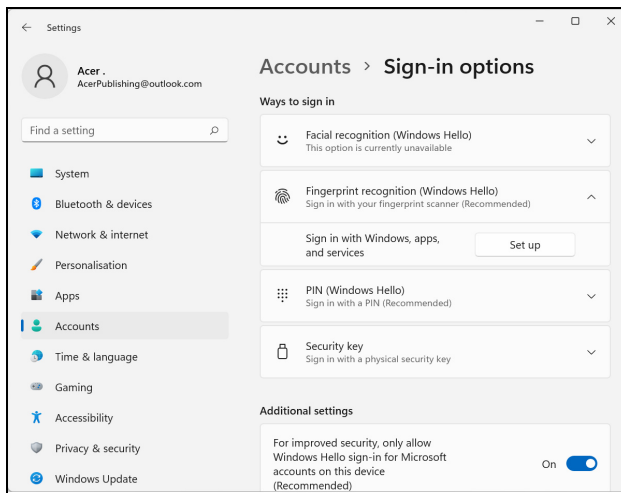 Settings
Acer .
AcerPublishing@outlook.com
Find a setting
System
Bluetooth & devices
Network & internet
Personalisation
Apps
Accounts
Time & language
Gaming
Accessibility
Privacy & security
Windows Update
Accounts > Sign-in options
Ways to sign in
Facial recognition (Windows Hello)
This option is currently unavailable
Fingerprint recognition (Windows Hello)
Sign in with your fingerprint scanner (Recommended)
Sign in with Windows, apps,
and services
Set up
PIN (Windows Hello)
Sign in with a PIN (Recommended)
Security key
Sign in with a physical security key
Additional settings
For improved security, only allow
Windows Hello sign-in for Microsoft
accounts on this device
(Recommended)
On